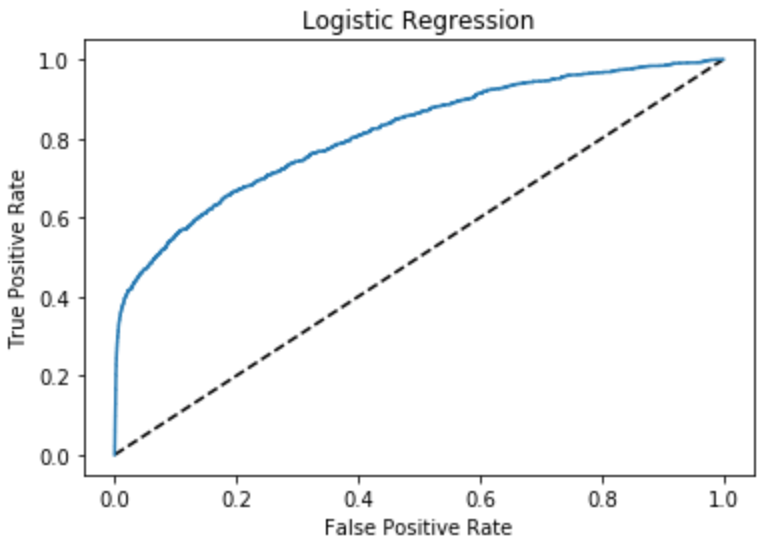 Logistic Regression
1.0
0.8
0.6
0.4
0.2
0.0
True Positive Rate
0.0 0.2 0.4 0.6 0.8 1.0
False Positive Rate